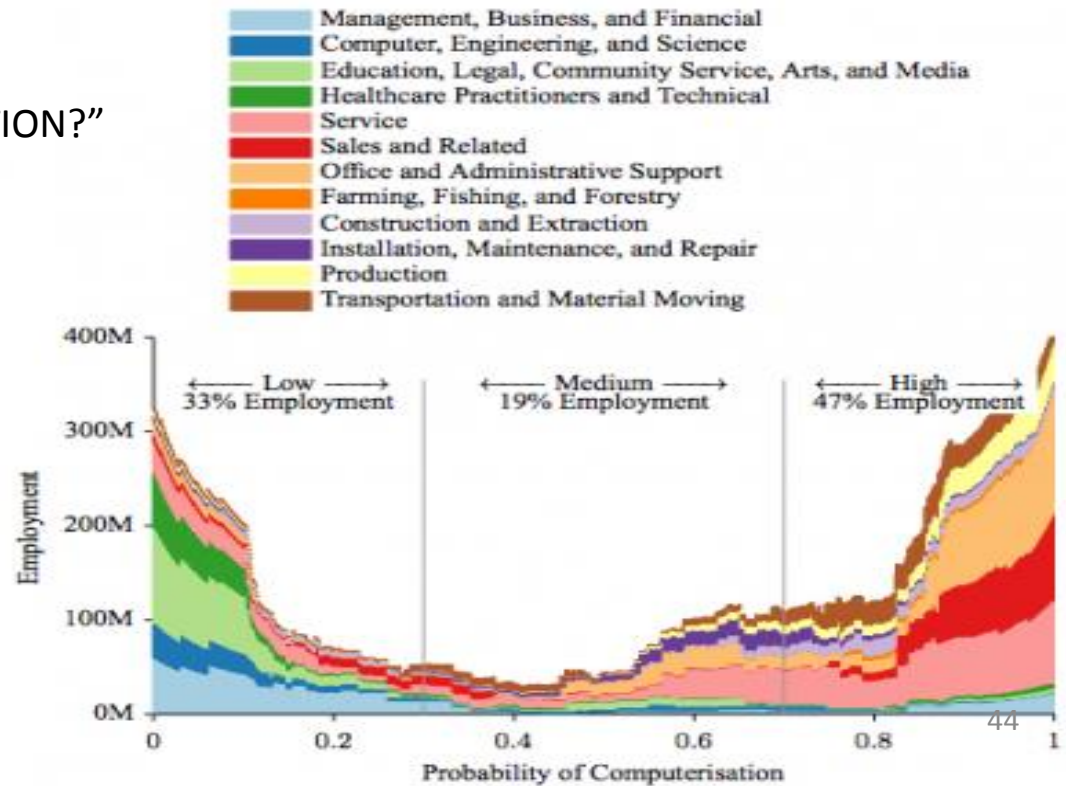 Management, Business, and Financial
Computer, Engineering, and Science
Education, Legal, Community Service, Arts, and Media
Healthcare Practitioners and Technical
TION?”
Service
Sales and Related
Office and Administrative Support
Farming, Fishing, and Forestry
Construction and Extraction
Installation, Maintenance, and Repair
Production
Transportation and Material Moving
400M
← Low → ← Medium → ← High →
33% Employment 19% Employment 47% Employment
300M
Employment
200M
100M
0M
44
0 0.2 0.4 0.6 0.8 1
Probability of Computerisation